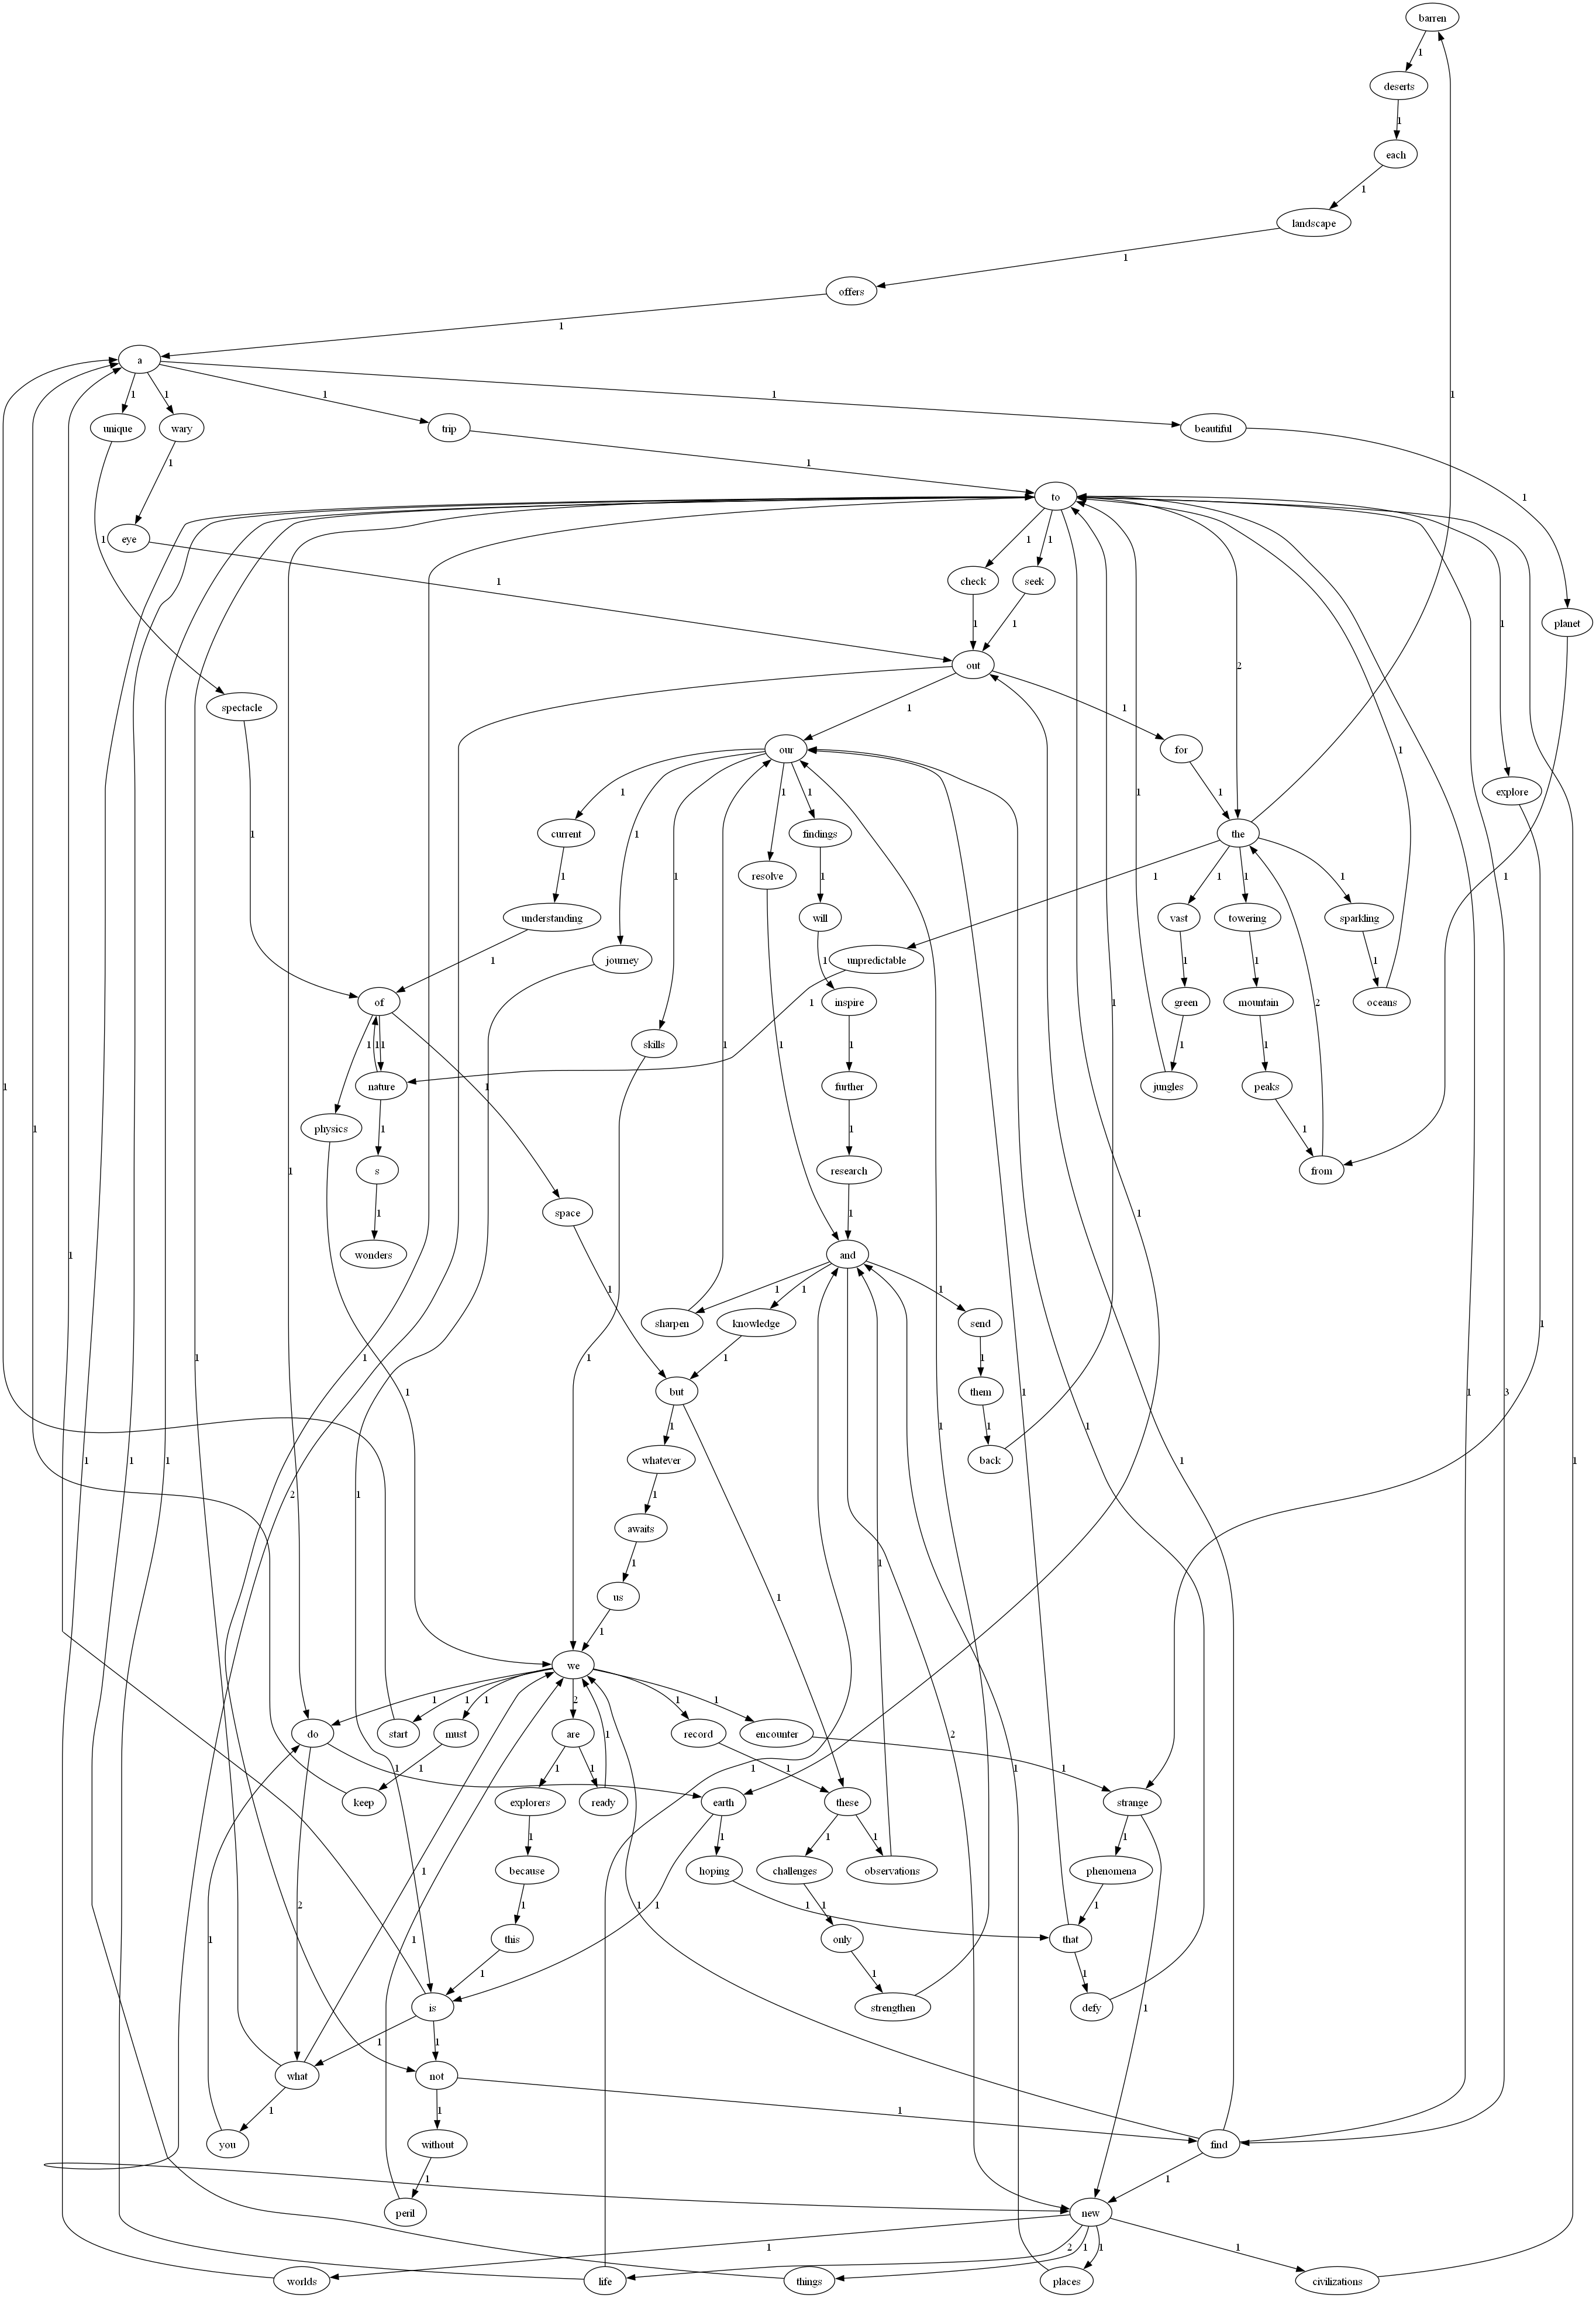 barren
1
deserts
1
each
1
landscape
1
offers
1
a
1 1 1 1
unique wary trip beautiful
1 1 1
eye to
1 1 1 1
check seek
1 1 1 planet
out
2 1
spectacle
1 1
our for
1 1 1 1 1 1 explore
current findings the
1 1 1
resolve
1 1 1 1 1
understanding will vast towering sparkling
1 1 1 1 1 1 1
journey unpredictable
1 1 1
of inspire green mountain oceans
1 1 1 1 1 2
skills
1 1 1 1 1
nature further jungles peaks
1 1 1 1
physics
1
s research from
1 1
space
wonders and
1 1 1 1
sharpen knowledge send
1 1
but them
1 1
whatever back
1
awaits
1
us
1
we
1 1 1 2 1 1
do start must are record encounter
1 1 1 1 1 1
keep explorers ready earth these strange
1 1 1 1 1
because hoping challenges observations phenomena
1 1 1 1
this only that
1 1 1
is strengthen defy
1 1
what not
1 1 1
you without find
1 1
peril new
1 2 1 1 1
worlds life things places civilizations